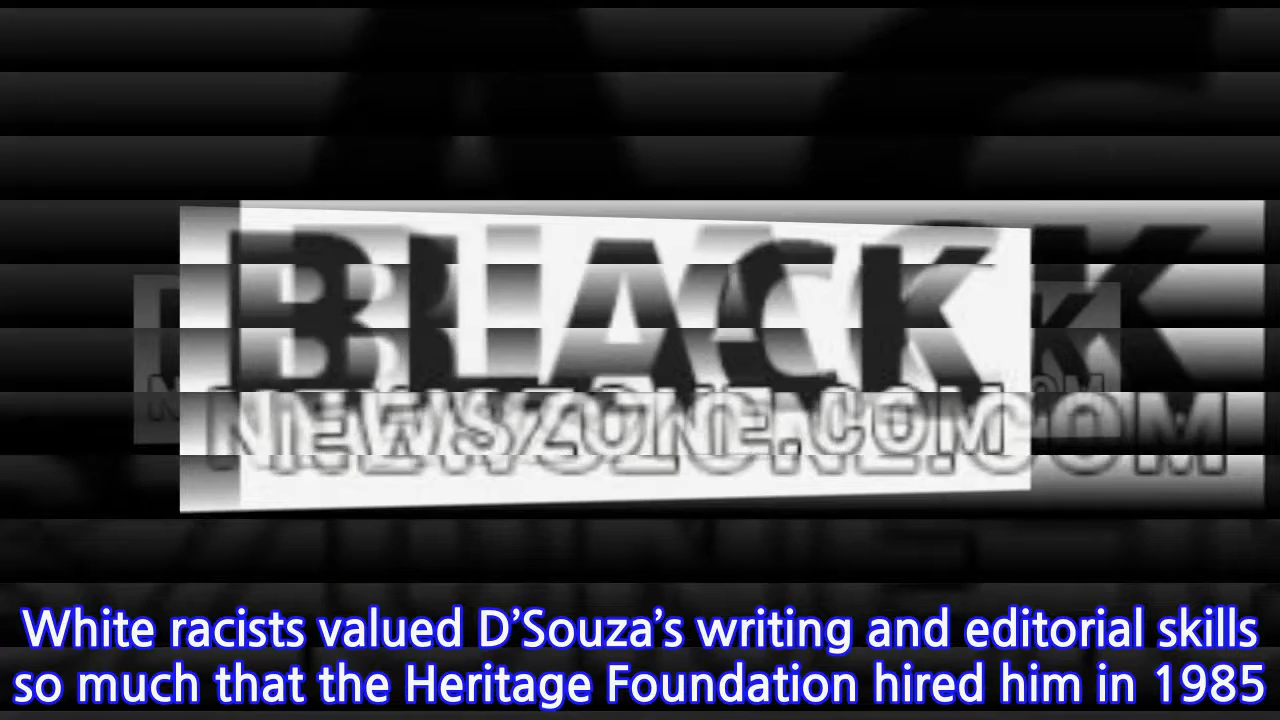 BLACK
NEWSZONE.COM
White racists valued D’Souza’s writing and editorial skills
so much that the Heritage Foundation hired him in 1985